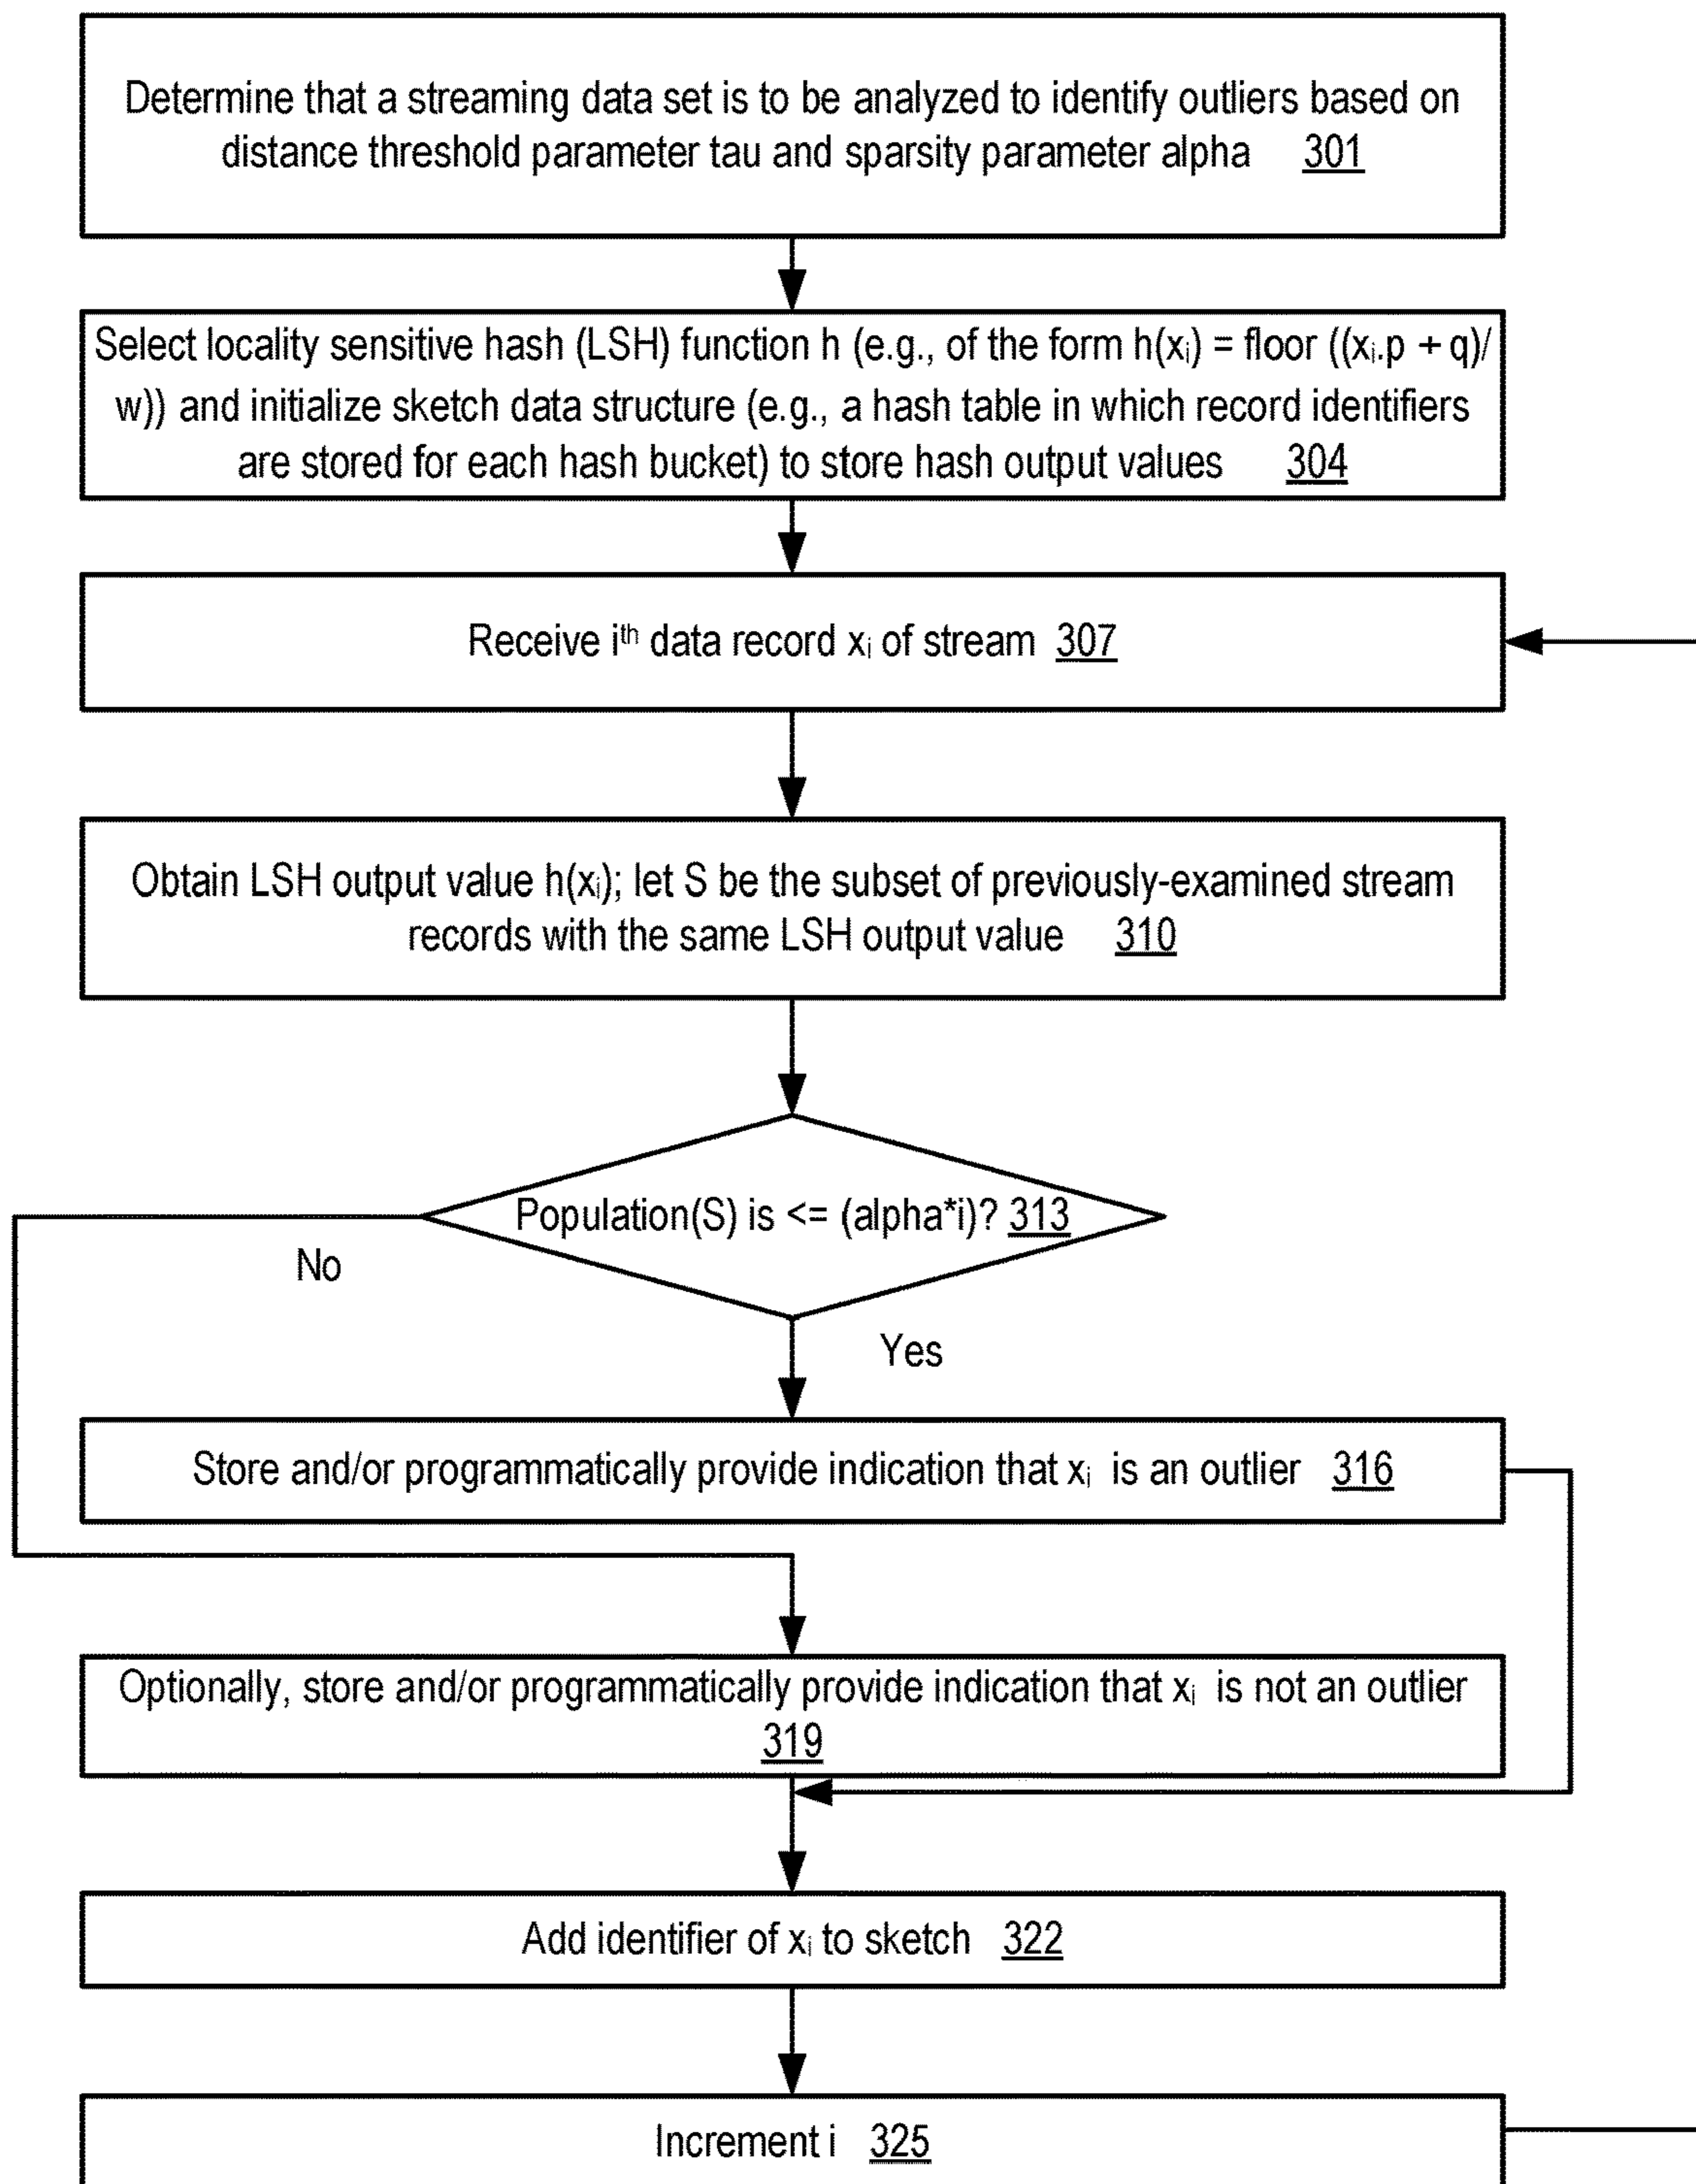 Determine that a streaming data set is to be analyzed to identify outliers based on
distance threshold parameter tau and sparsity parameter alpha 301
Select locality sensitive hash (LSH) function h (e.g., of the form h(xᵢ) = floor ((xᵢ.p + q)/
w)) and initialize sketch data structure (e.g., a hash table in which record identifiers
are stored for each hash bucket) to store hash output values 304
Receive iᵗʰ data record xᵢ of stream 307
Obtain LSH output value h(xᵢ); let S be the subset of previously-examined stream
records with the same LSH output value 310
Population(S) is <= (alpha*i)? 313
No
Yes
Store and/or programmatically provide indication that xᵢ is an outlier 316
Optionally, store and/or programmatically provide indication that xᵢ is not an outlier
319
Add identifier of xᵢ to sketch 322
Increment i 325